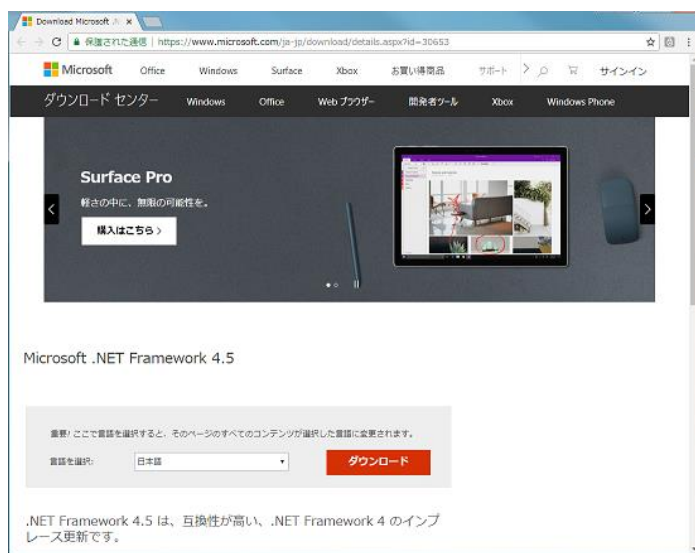 Download Microsoft .N
保護された通信 | https://www.microsoft.com/ja-jp/download/details.aspx?id=30653
Microsoft Office Windows Surface Xbox お買い得商品 サポート サインイン
ダウンロード センター Windows Office Web ブラウザー 開発者ツール Xbox Windows Phone
Surface Pro
軽さの中に、無限の可能性を。
購入はこちら >
Microsoft .NET Framework 4.5
重要! ここで言語を選択すると、そのページのすべてのコンテンツが選択した言語に変更されます。
言語を選択: 日本語 ダウンロード
.NET Framework 4.5 は、互換性が高い、.NET Framework 4 のインプ
レース更新です。